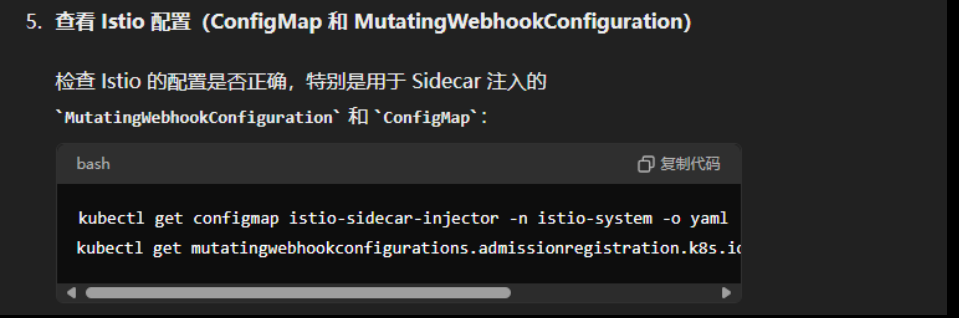 5. 查看 Istio 配置（ConfigMap 和 MutatingWebhookConfiguration）
检查 Istio 的配置是否正确，特别是用于 Sidecar 注入的
`MutatingWebhookConfiguration` 和 `ConfigMap`：
bash 复制代码
kubectl get configmap istio-sidecar-injector -n istio-system -o yaml
kubectl get mutatingwebhookconfigurations.admissionregistration.k8s.io